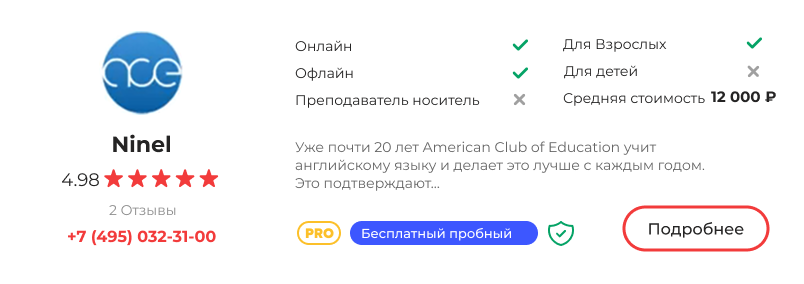 ace
Ninel
4.98
2 Отзывы
+7 (495) 032-31-00
Онлайн
Офлайн
Преподаватель носитель
Для Взрослых
Для детей
Средняя стоимость 12 000 ₽
Уже почти 20 лет American Club of Education учит
английскому языку и делает это лучше с каждым годом.
Это подтверждают...
PRO
Бесплатный пробный
Подробнее